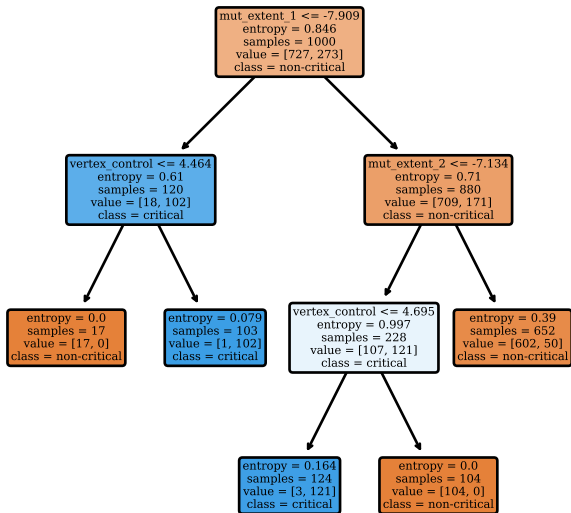 mut_extent_1 <= -7.909
entropy = 0.846
samples = 1000
value = [727, 273]
class = non-critical
vertex_control <= 4.464
entropy = 0.61
samples = 120
value = [18, 102]
class = critical
mut_extent_2 <= -7.134
entropy = 0.71
samples = 880
value = [709, 171]
class = non-critical
entropy = 0.0
samples = 17
value = [17, 0]
class = non-critical
entropy = 0.079
samples = 103
value = [1, 102]
class = critical
vertex_control <= 4.695
entropy = 0.997
samples = 228
value = [107, 121]
class = critical
entropy = 0.39
samples = 652
value = [602, 50]
class = non-critical
entropy = 0.164
samples = 124
value = [3, 121]
class = critical
entropy = 0.0
samples = 104
value = [104, 0]
class = non-critical